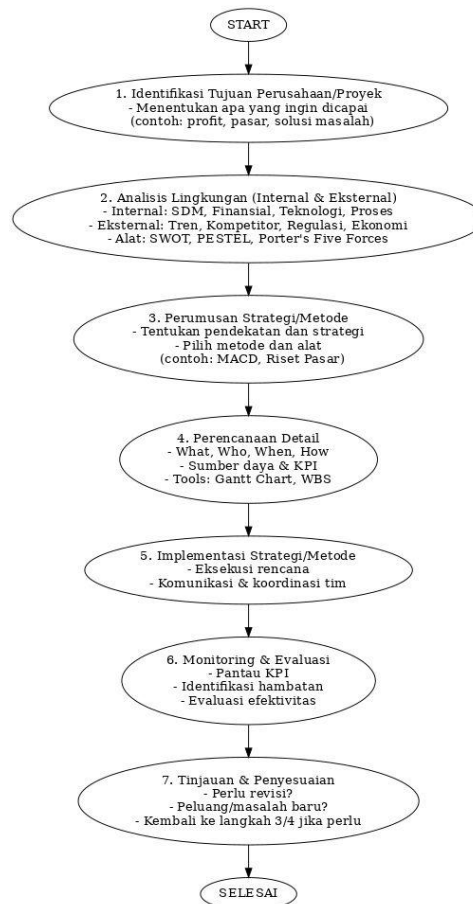 START
1. Identifikasi Tujuan Perusahaan/Proyek
- Menentukan apa yang ingin dicapai
(contoh: profit, pasar, solusi masalah)
2. Analisis Lingkungan (Internal & Eksternal)
- Internal: SDM, Finansial, Teknologi, Proses
- Eksternal: Tren, Kompetitor, Regulasi, Ekonomi
- Alat: SWOT, PESTEL, Porter's Five Forces
3. Perumusan Strategi/Metode
- Tentukan pendekatan dan strategi
- Pilih metode dan alat
(contoh: MACD, Riset Pasar)
4. Perencanaan Detail
- What, Who, When, How
- Sumber daya & KPI
- Tools: Gantt Chart, WBS
5. Implementasi Strategi/Metode
- Eksekusi rencana
- Komunikasi & koordinasi tim
6. Monitoring & Evaluasi
- Pantau KPI
- Identifikasi hambatan
- Evaluasi efektivitas
7. Tinjauan & Penyesuaian
- Perlu revisi?
- Peluang/masalah baru?
- Kembali ke langkah 3/4 jika perlu
SELESAI